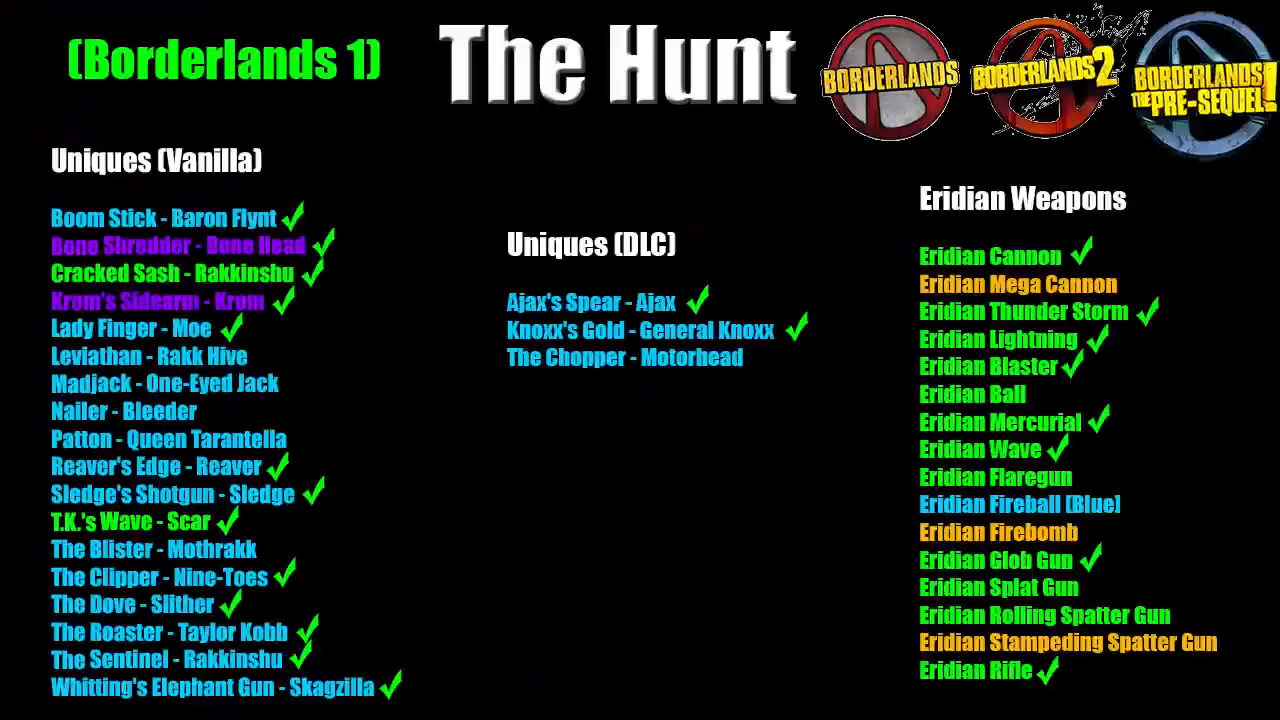 (Borderlands 1)
The Hunt
BORDERLANDS
BORDERLANDS 2
BORDERLANDS
THE PRE-SEQUEL!
Uniques (Vanilla)
Boom Stick - Baron Flynt
Bone Shredder - Bone Head
Cracked Sash - Rakkinshu
Krom's Sidearm - Krom
Lady Finger - Moe
Leviathan - Rakk Hive
Madjack - One-Eyed Jack
Nailer - Bleeder
Patton - Queen Tarantella
Reaver's Edge - Reaver
Sledge's Shotgun - Sledge
T.K.'s Wave - Scar
The Blister - Mothrakk
The Clipper - Nine-Toes
The Dove - Slither
The Roaster - Taylor Kobb
The Sentinel - Rakkinshu
Whitting's Elephant Gun - Skagzilla
Uniques (DLC)
Ajax's Spear - Ajax
Knoxx's Gold - General Knoxx
The Chopper - Motorhead
Eridian Weapons
Eridian Cannon
Eridian Mega Cannon
Eridian Thunder Storm
Eridian Lightning
Eridian Blaster
Eridian Ball
Eridian Mercurial
Eridian Wave
Eridian Flaregun
Eridian Fireball [Blue]
Eridian Firebomb
Eridian Glob Gun
Eridian Splat Gun
Eridian Rolling Spatter Gun
Eridian Stampeding Spatter Gun
Eridian Rifle